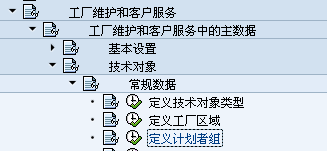 工厂维护和客户服务
工厂维护和客户服务中的主数据
基本设置
技术对象
常规数据
定义技术对象类型
定义工厂区域
定义计划者组